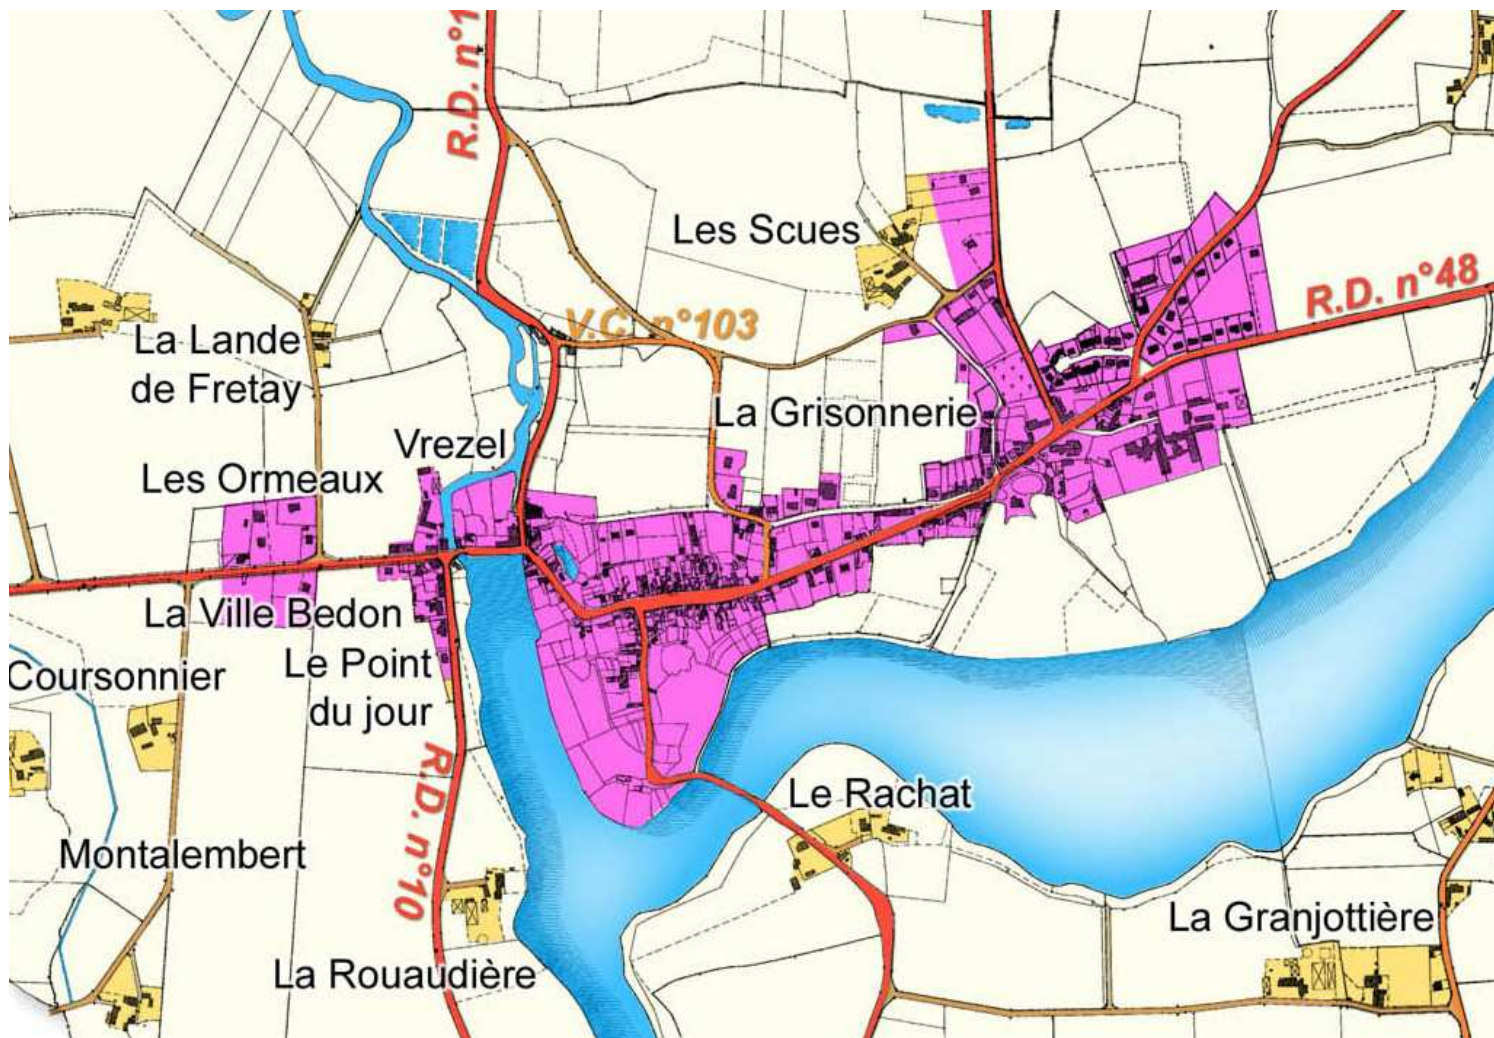 R.D. n°1
Les Scues
V.C. n°103
R.D. n°48
La Lande
de Fretay
La Grisonnerie
Vrezel
Les Ormeaux
La Ville Bedon
Coursonnier
Le Point
du jour
R.D. n°10
Le Rachat
Montalembert
La Granjottière
La Rouaudière